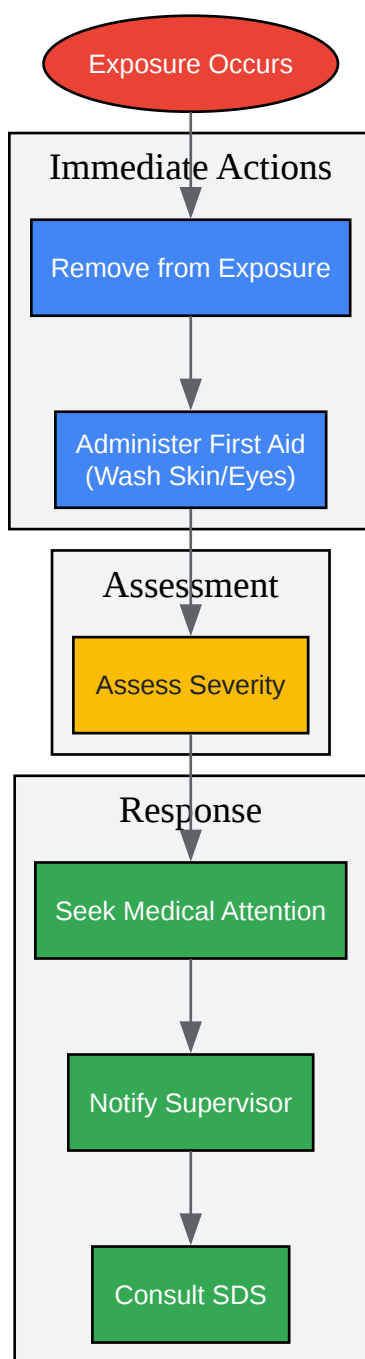 Exposure Occurs
Immediate Actions
Remove from Exposure
Administer First Aid
(Wash Skin/Eyes)
Assessment
Assess Severity
Response
Seek Medical Attention
Notify Supervisor
Consult SDS